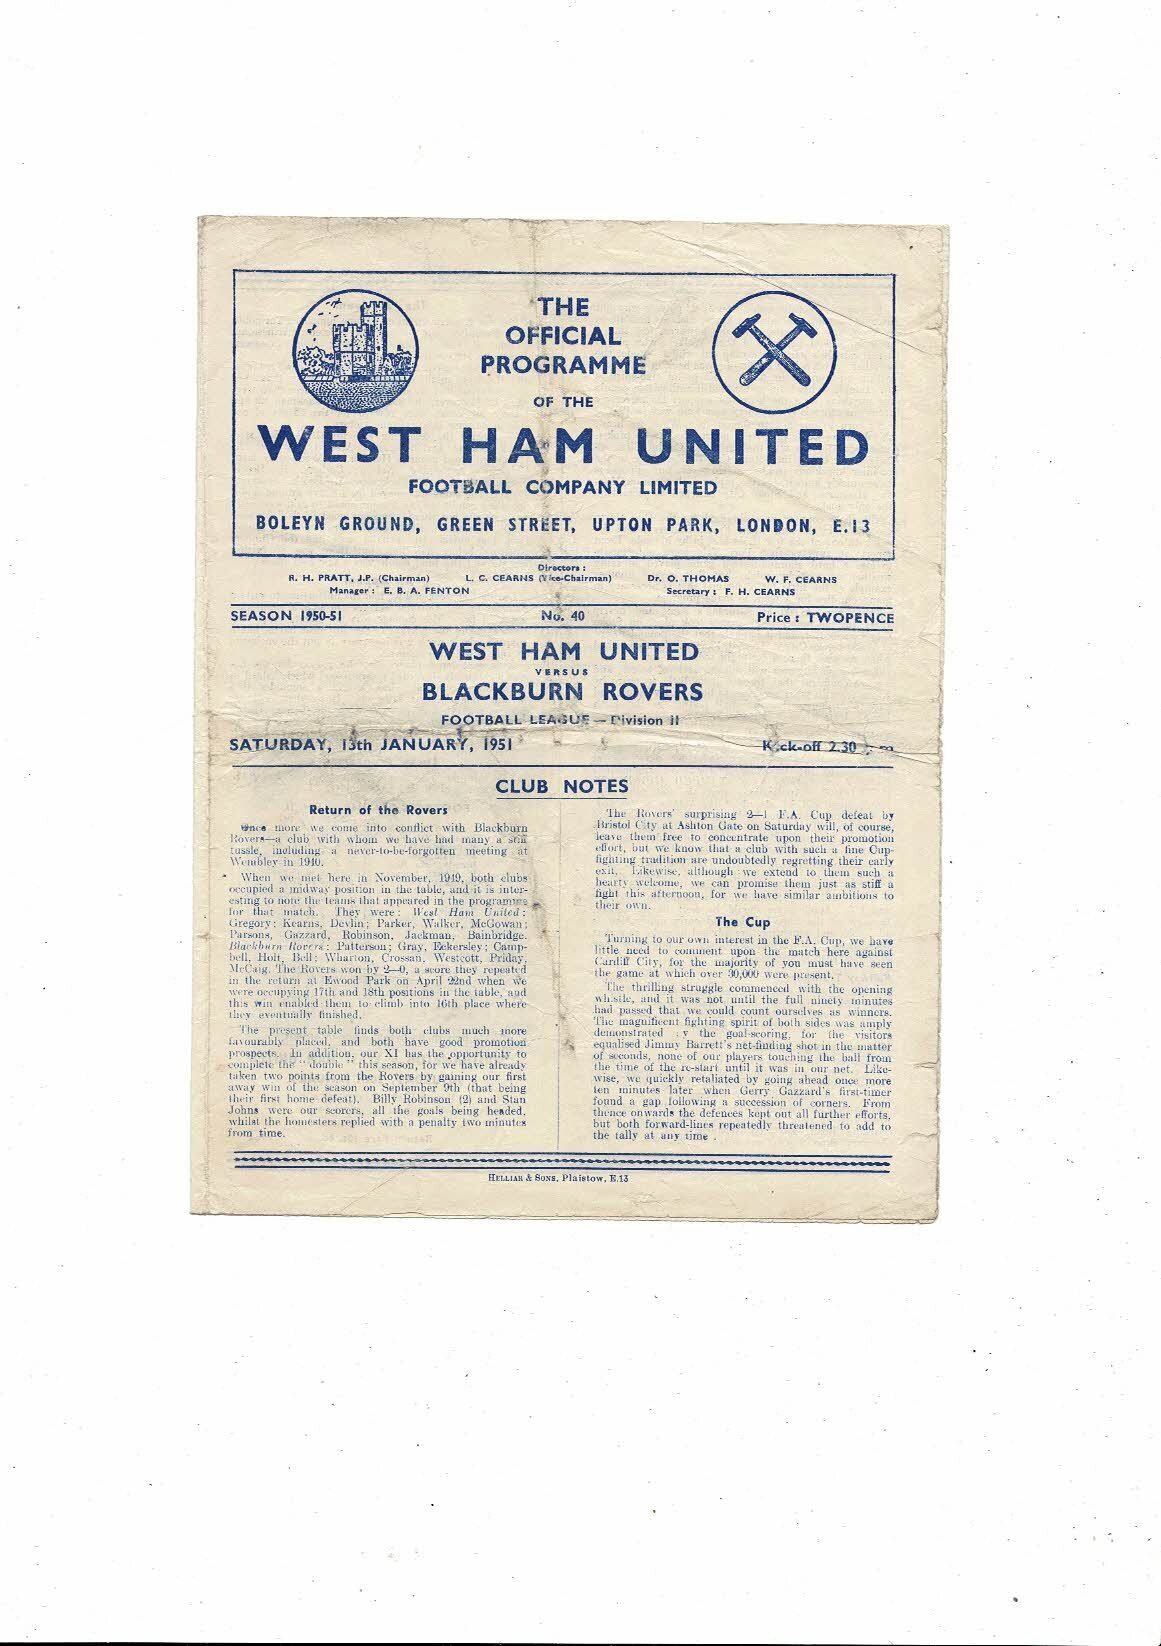 THE
OFFICIAL
PROGRAMME
OF THE
WEST HAM UNITED
FOOTBALL COMPANY LIMITED
BOLEYN GROUND, GREEN STREET, UPTON PARK, LONDON, E.13
Directors :
R. H. PRATT, J.P. (Chairman) L. C. CEARNS (Vice-Chairman) Dr. O. THOMAS W. F. CEARNS
Manager : E. B. A. FENTON Secretary : F. H. CEARNS
SEASON 1950-51 No. 40 Price : TWOPENCE
WEST HAM UNITED
VERSUS
BLACKBURN ROVERS
FOOTBALL LEAGUE — Division II
SATURDAY, 13th JANUARY, 1951 Kick-off 2.30 p.m.
CLUB NOTES
Return of the Rovers
Once more we come into conflict with Blackburn
Rovers—a club with whom we have had many a stiff
tussle, including a never-to-be-forgotten meeting at
Wembley in 1940.
When we met here in November, 1949, both clubs
occupied a midway position in the table, and it is inter-
esting to note the teams that appeared in the programme
for that match. They were : West Ham United :
Gregory ; Kearns, Devlin ; Parker, Walker, McGowan ;
Parsons, Gazzard, Robinson, Jackman, Bainbridge.
Blackburn Rovers : Patterson ; Gray, Eckersley ; Camp-
bell, Holt, Bell ; Wharton, Crossan, Westcott, Priday,
McCaig. The Rovers won by 2—0, a score they repeated
in the return at Ewood Park on April 22nd when we
were occupying 17th and 18th positions in the table, and
this win enabled them to climb into 16th place where
they eventually finished.
The present table finds both clubs much more
favourably placed, and both have good promotion
prospects. In addition, our XI has the opportunity to
complete the " double " this season, for we have already
taken two points from the Rovers by gaining our first
away win of the season on September 9th (that being
their first home defeat). Billy Robinson (2) and Stan
Johns were our scorers, all the goals being headed,
whilst the homesters replied with a penalty two minutes
from time.
The Rovers' surprising 2—1 F.A. Cup defeat by
Bristol City at Ashton Gate on Saturday will, of course,
leave them free to concentrate upon their promotion
effort, but we know that a club with such a fine Cup-
fighting tradition are undoubtedly regretting their early
exit. Likewise, although we extend to them such a
hearty welcome, we can promise them just as stiff a
fight this afternoon, for we have similar ambitions to
their own.
The Cup
Turning to our own interest in the F.A. Cup, we have
little need to comment upon the match here against
Cardiff City, for the majority of you must have seen
the game at which over 30,000 were present.
The thrilling struggle commenced with the opening
whistle, and it was not until the full ninety minutes
had passed that we could count ourselves as winners.
The magnificent fighting spirit of both sides was amply
demonstrated by the goal-scoring, for the visitors
equalised Jimmy Barrett's net-finding shot in the matter
of seconds, none of our players touching the ball from
the time of the re-start until it was in our net. Like-
wise, we quickly retaliated by going ahead once more
ten minutes later when Gerry Gazzard's first-timer
found a gap following a succession of corners. From
thence onwards the defences kept out all further efforts,
but both forward-lines repeatedly threatened to add to
the tally at any time .
HELLIAR & SONS, Plaistow, E.13